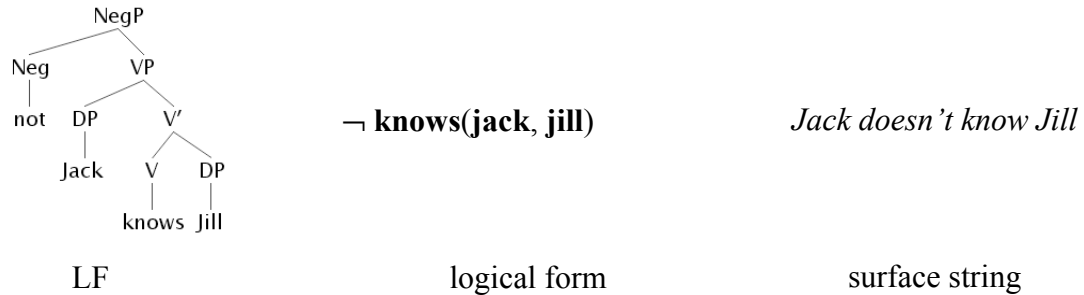 NegP
Neg VP
not DP V′ ¬ knows(jack, jill) Jack doesn't know Jill
Jack V DP
knows Jill
LF logical form surface string